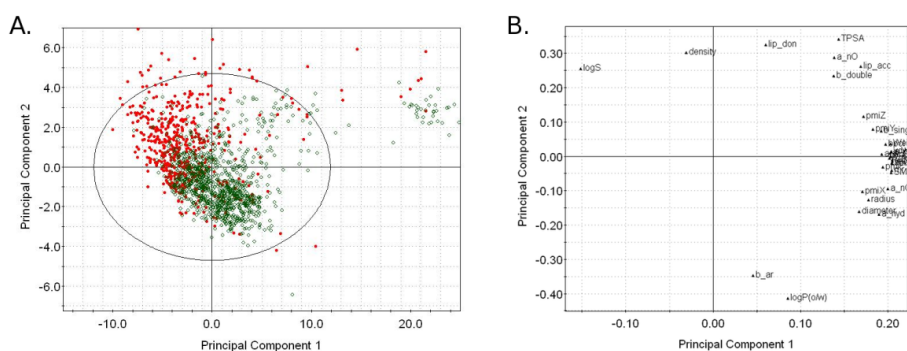 A.
Principal Component 2
6.0
4.0
2.0
0.0
-2.0
-4.0
-6.0
-10.0
0.0
10.0
20.0
Principal Component 1
B.
Principal Component 2
0.30
0.20
0.10
0.00
-0.10
-0.20
-0.30
-0.40
logS
density
lip_don
TPSA
a_nO
lip_acc
b_double
pmiZ
pmiX
radius
diameter
a_hyd
b_ar
logP(o/w)
-0.10
0.00
0.10
0.20
Principal Component 1